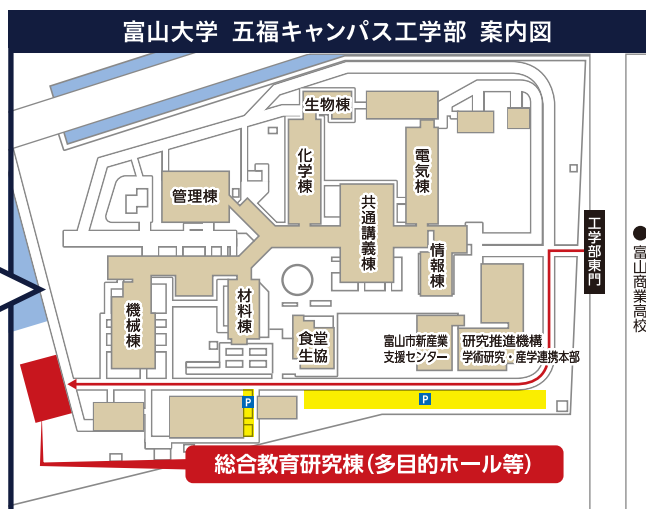 富山大学 五福キャンパス工学部 案内図
生物棟
化学棟
電気棟
管理棟
共通講義棟
工学部東門
●富山商業高校
情報棟
材料棟
機械棟
食堂
生協
富山市新産業
支援センター
研究推進機構
学術研究・産学連携本部
P
P
総合教育研究棟(多目的ホール等)